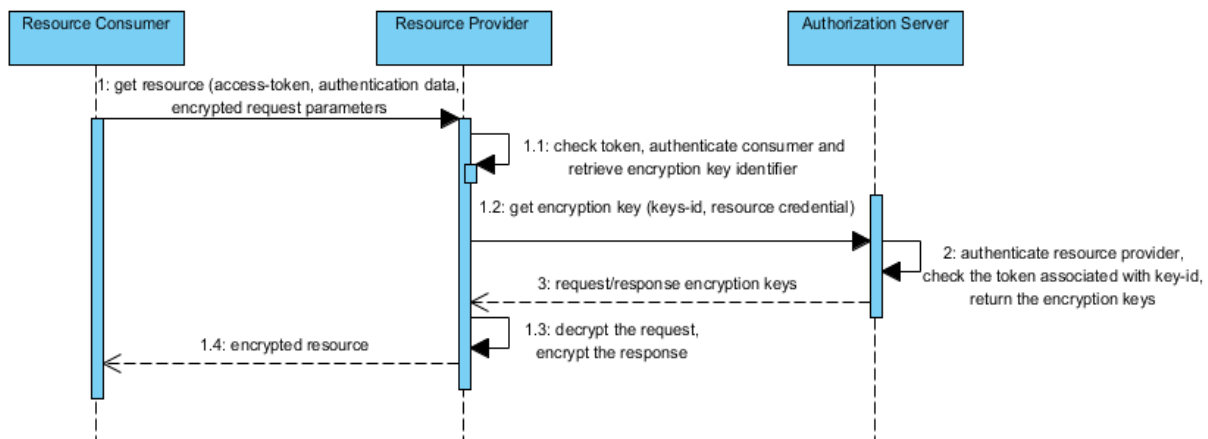 Resource Consumer
Resource Provider
Authorization Server
1: get resource (access-token, authentication data,
encrypted request parameters
1.1: check token, authenticate consumer and
retrieve encryption key identifier
1.2: get encryption key (keys-id, resource credential)
2: authenticate resource provider,
check the token associated with key-id,
return the encryption keys
3: request/response encryption keys
1.3: decrypt the request,
encrypt the response
1.4: encrypted resource